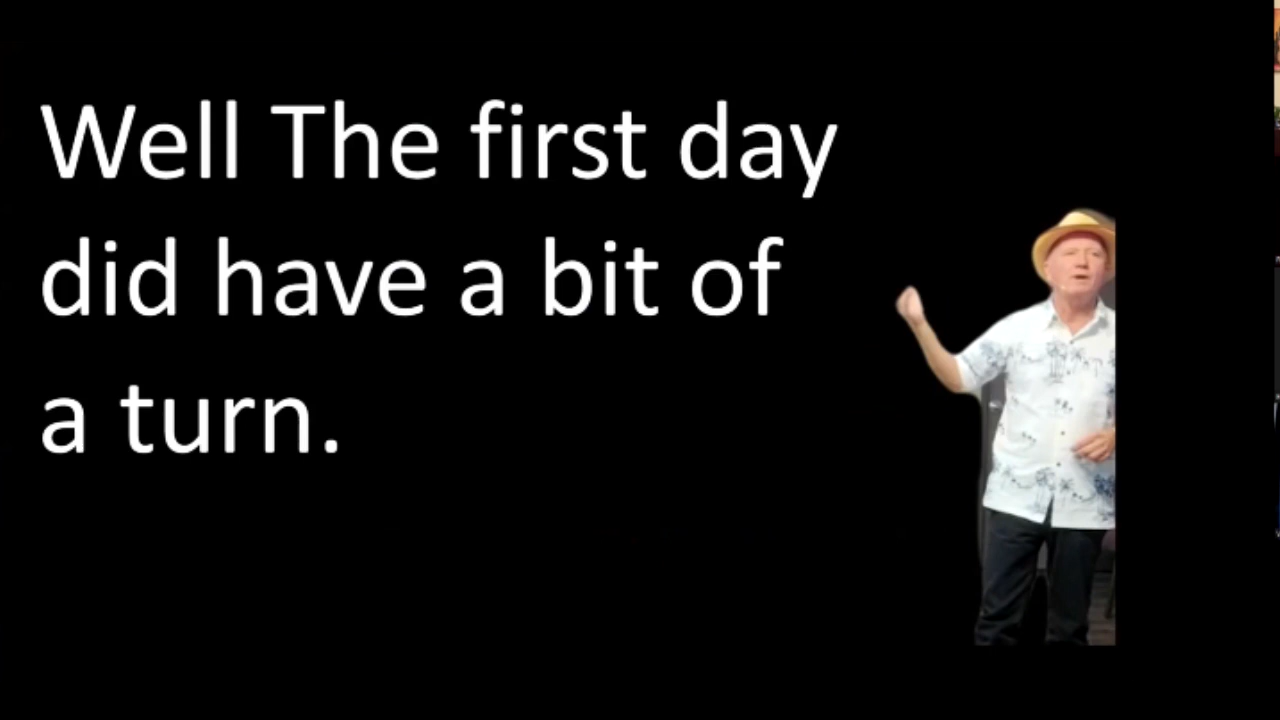 Well The first day
did have a bit of
a turn.